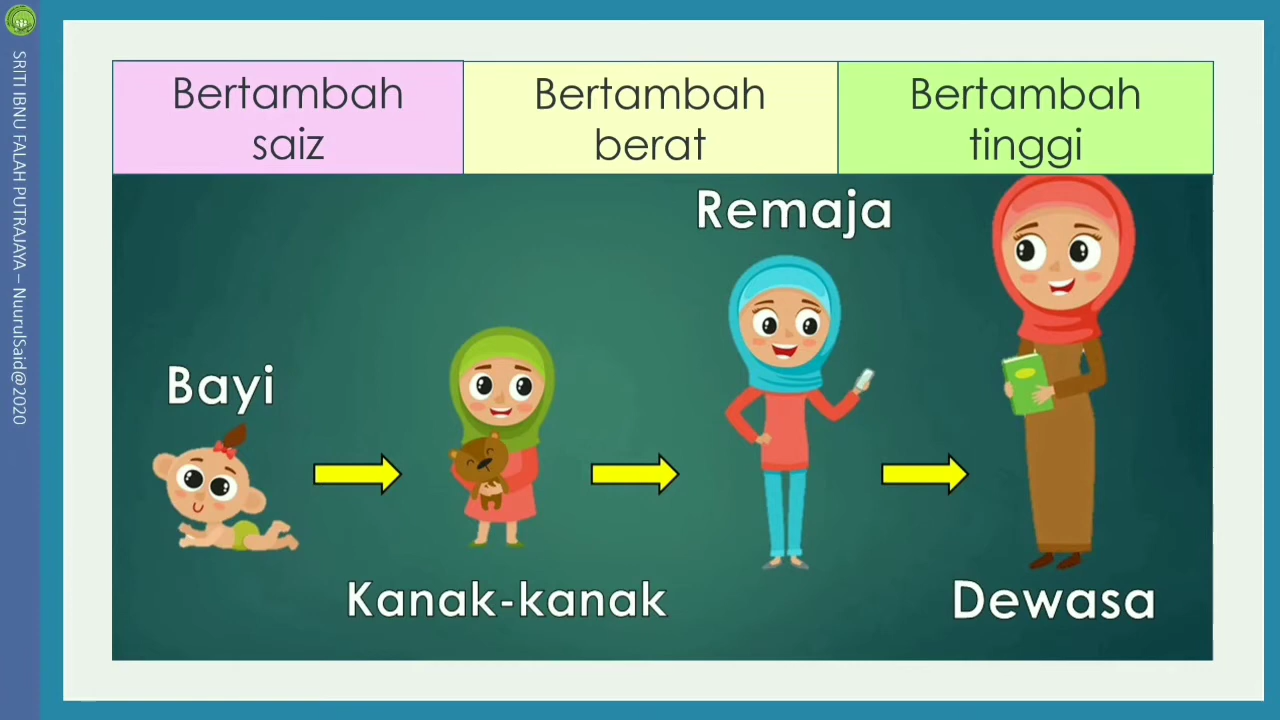 SRITI IBNU FALAH PUTRAJAYA – NuurulSaid@2020
Bertambah
saiz
Bertambah
berat
Bertambah
tinggi
Bayi
Kanak-kanak
Remaja
Dewasa